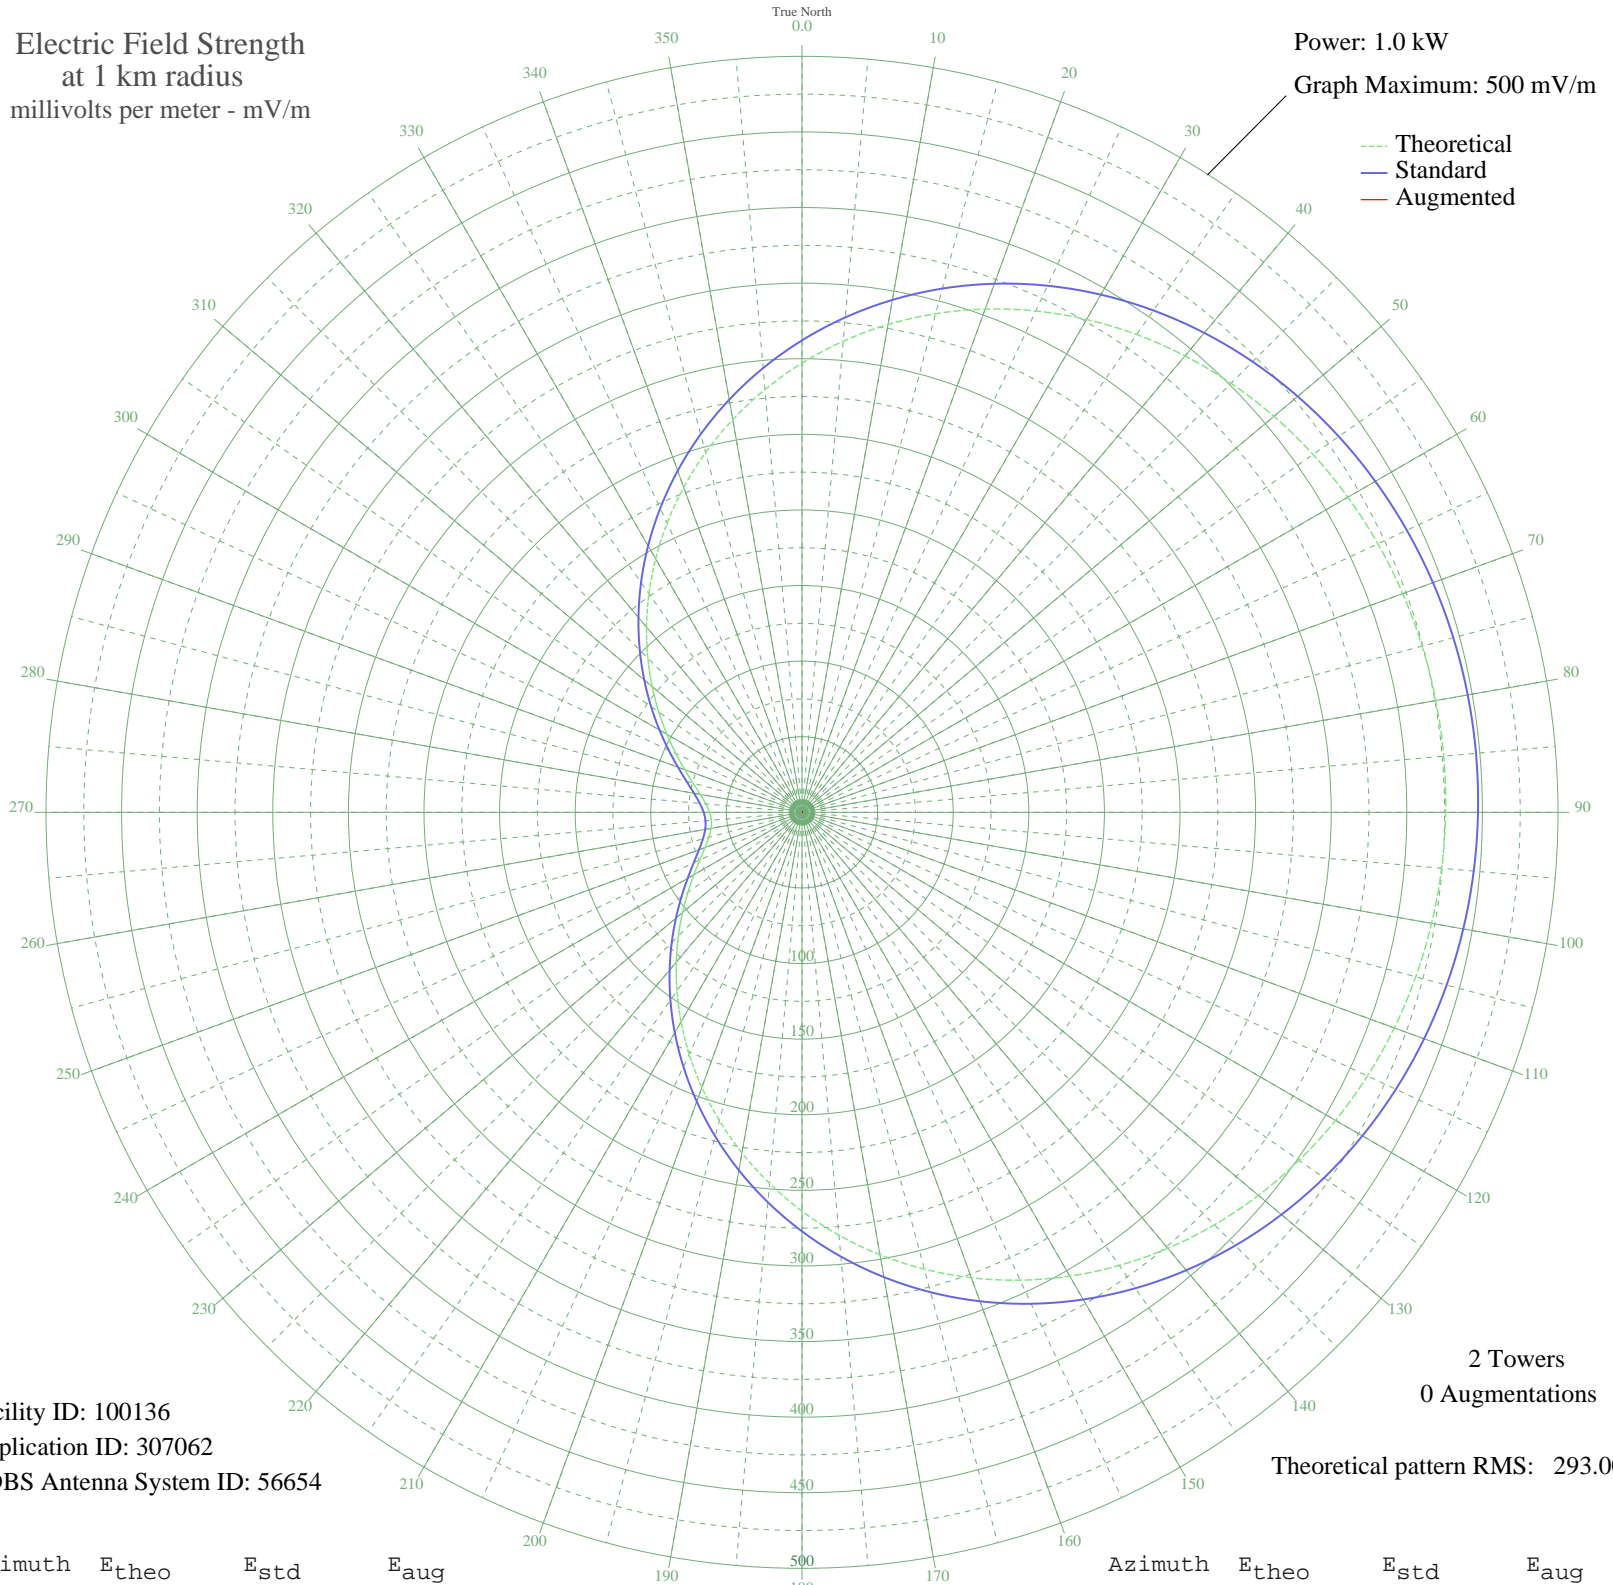 True North
0.0
Electric Field Strength
at 1 km radius
millivolts per meter - mV/m
Power: 1.0 kW
Graph Maximum: 500 mV/m
Theoretical
Standard
Augmented
10
20
30
40
50
60
70
80
90
100
110
120
130
140
150
160
170
190
200
210
220
230
240
250
260
270
280
290
300
310
320
330
340
350
100
150
200
250
300
350
400
450
500
2 Towers
0 Augmentations
Theoretical pattern RMS: 293.00
cility ID: 100136
plication ID: 307062
DBS Antenna System ID: 56654
imuth Etheo Estd Eaug
Azimuth Etheo Estd Eaug